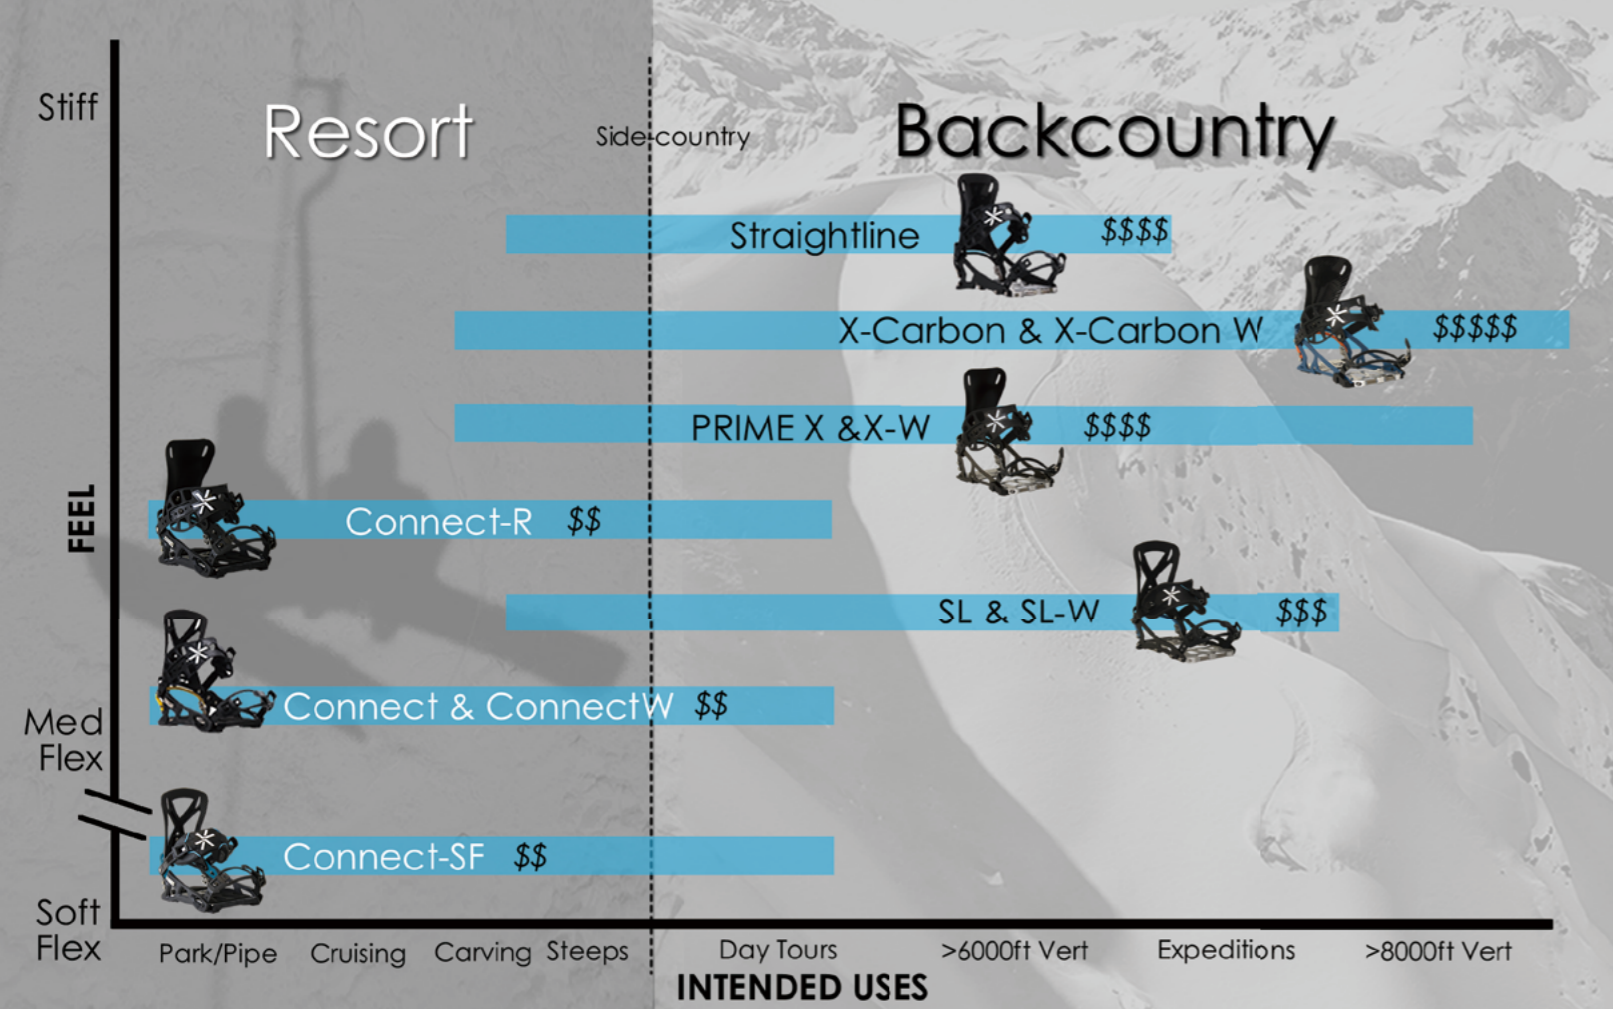 Stiff
Resort
Side-country
Backcountry
Straightline $$$$
X-Carbon & X-Carbon W $$$$$
PRIME X &X-W $$$$
FEEL
Connect-R $$
SL & SL-W $$$
Med
Flex
Connect & ConnectW $$
Connect-SF $$
Soft
Flex
Park/Pipe Cruising Carving Steeps Day Tours >6000ft Vert Expeditions >8000ft Vert
INTENDED USES